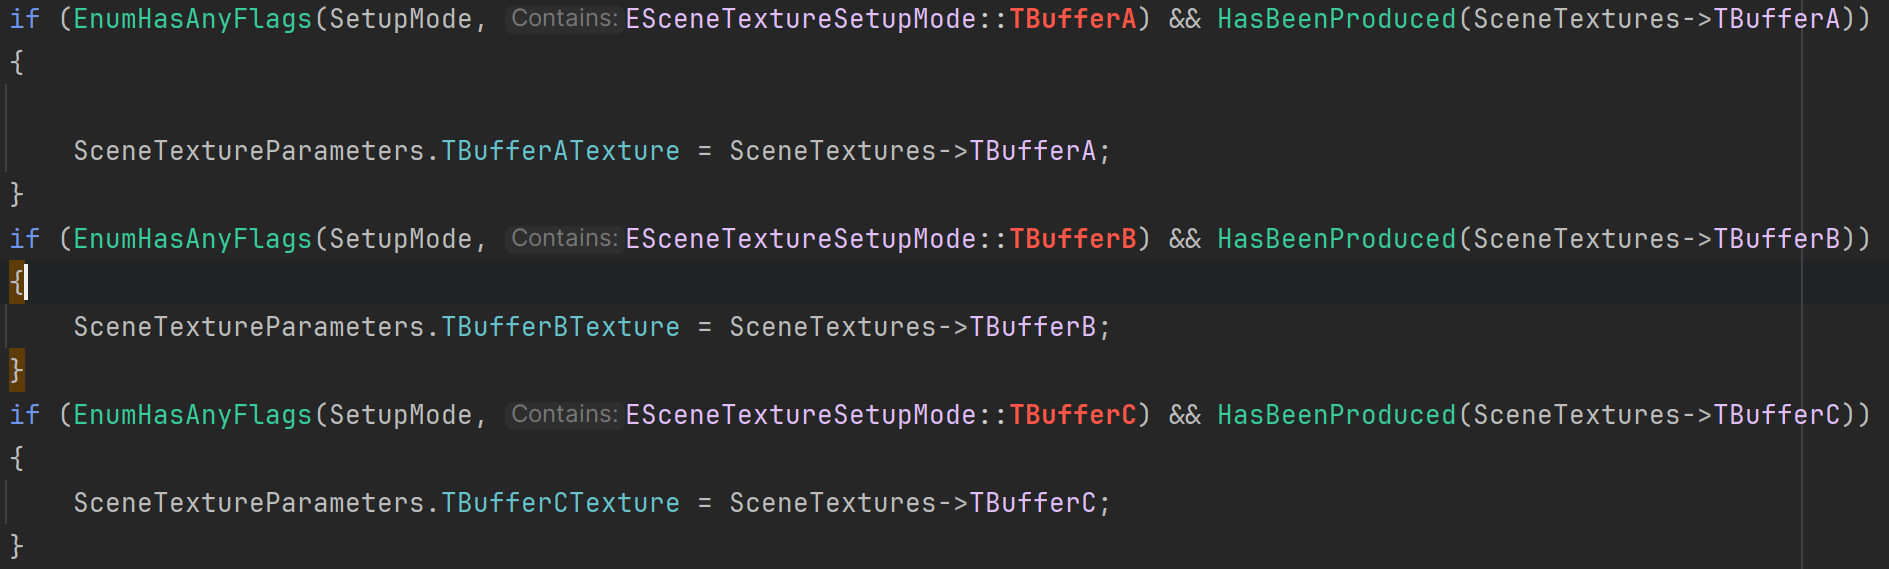 if (EnumHasAnyFlags(SetupMode, Contains: ESceneTextureSetupMode::TBufferA) && HasBeenProduced(SceneTextures->TBufferA))
{
SceneTextureParameters.TBufferATexture = SceneTextures->TBufferA;
}
if (EnumHasAnyFlags(SetupMode, Contains: ESceneTextureSetupMode::TBufferB) && HasBeenProduced(SceneTextures->TBufferB))
{
SceneTextureParameters.TBufferBTexture = SceneTextures->TBufferB;
}
if (EnumHasAnyFlags(SetupMode, Contains: ESceneTextureSetupMode::TBufferC) && HasBeenProduced(SceneTextures->TBufferC))
{
SceneTextureParameters.TBufferCTexture = SceneTextures->TBufferC;
}